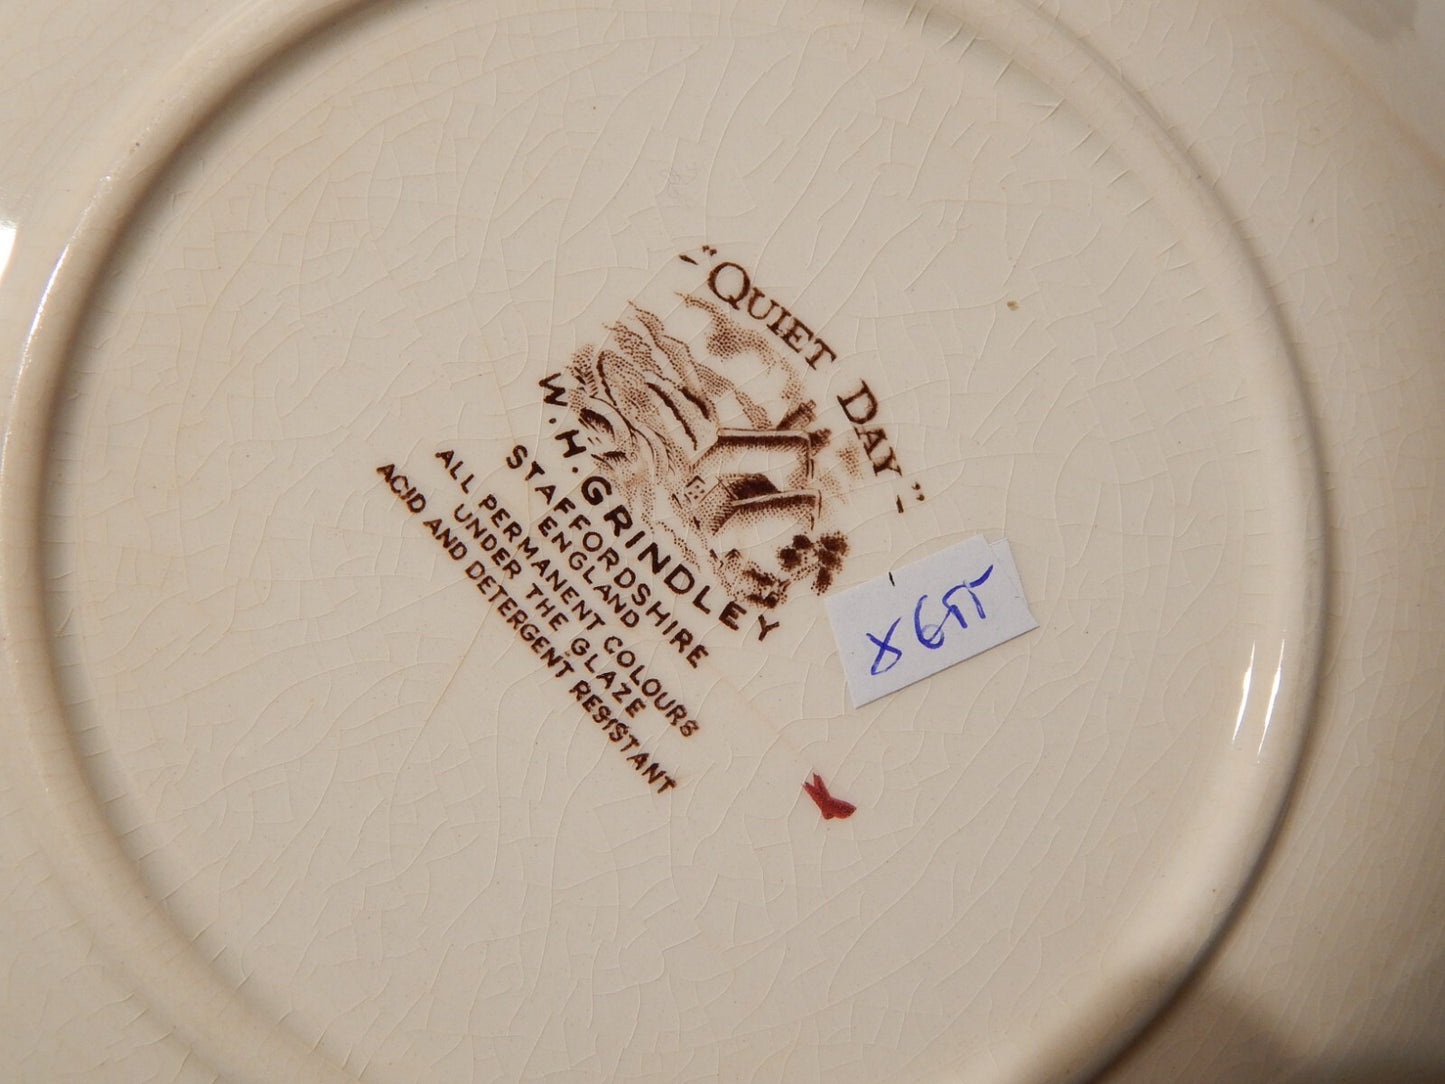 "QUIET DAY"
W.H.GRINDLEY
STAFFORDSHIRE
ENGLAND
ALL PERMANENT COLOURS
UNDER THE GLAZE
ACID AND DETERGENT RESISTANT